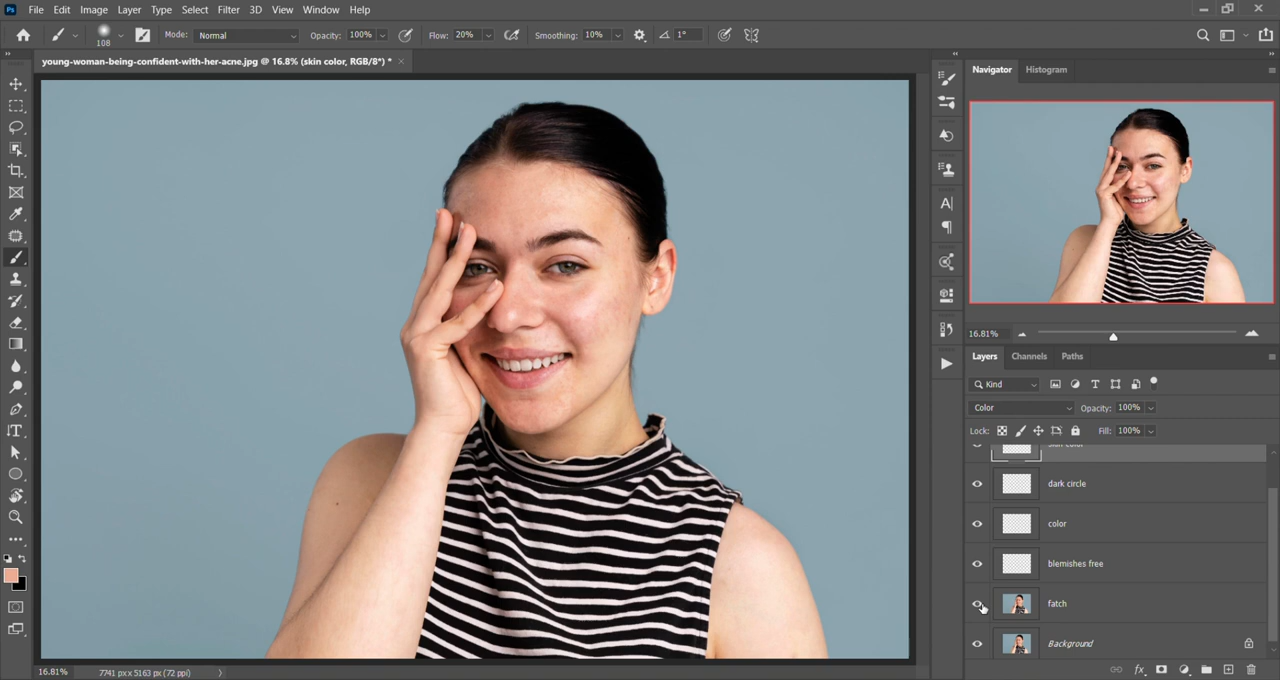 Ps File Edit Image Layer Type Select Filter 3D View Window Help
108 Mode: Normal Opacity: 100% Flow: 20% Smoothing: 10% 1°
young-woman-being-confident-with-her-acne.jpg @ 16.8% (skin color, RGB/8*) * ×
Navigator Histogram
16.81%
Layers Channels Paths
Kind
Color Opacity: 100%
Lock: Fill: 100%
skin color
dark circle
color
blemishes free
fatch
Background
16.81% 7741 px x 5163 px (72 ppi)